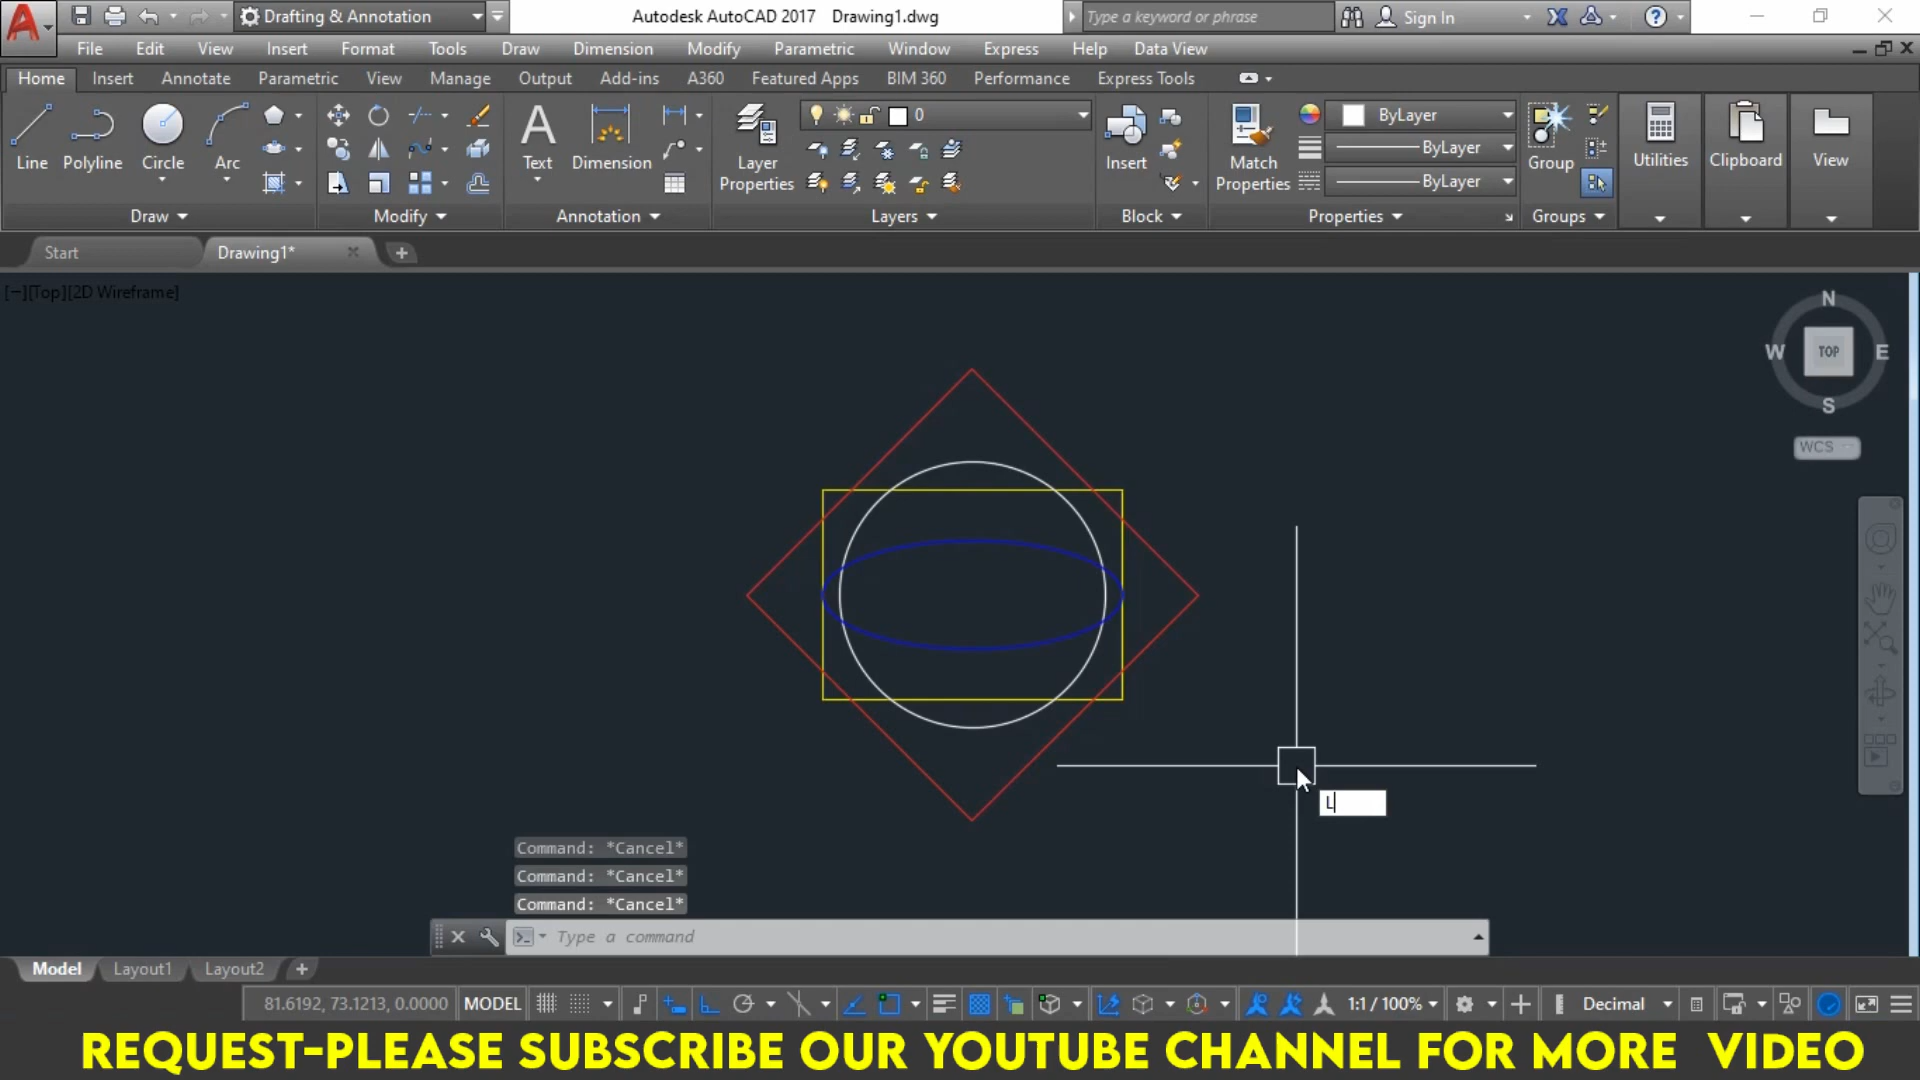 Drafting & Annotation
Autodesk AutoCAD 2017 Drawing1.dwg
Type a keyword or phrase
Sign In
File Edit View Insert Format Tools Draw Dimension Modify Parametric Window Express Help Data View
Home Insert Annotate Parametric View Manage Output Add-ins A360 Featured Apps BIM 360 Performance Express Tools
0
ByLayer
ByLayer
ByLayer
Line Polyline Circle Arc
Text Dimension
Layer Properties
Insert
Match Properties
Group
Utilities Clipboard View
Draw Modify Annotation Layers Block Properties Groups
Start Drawing1*
[−][Top][2D Wireframe]
N
W TOP E
S
WCS
L
Command: *Cancel*
Command: *Cancel*
Command: *Cancel*
Type a command
Model Layout1 Layout2
81.6192, 73.1213, 0.0000 MODEL 1:1 / 100% Decimal
REQUEST-PLEASE SUBSCRIBE OUR YOUTUBE CHANNEL FOR MORE VIDEO